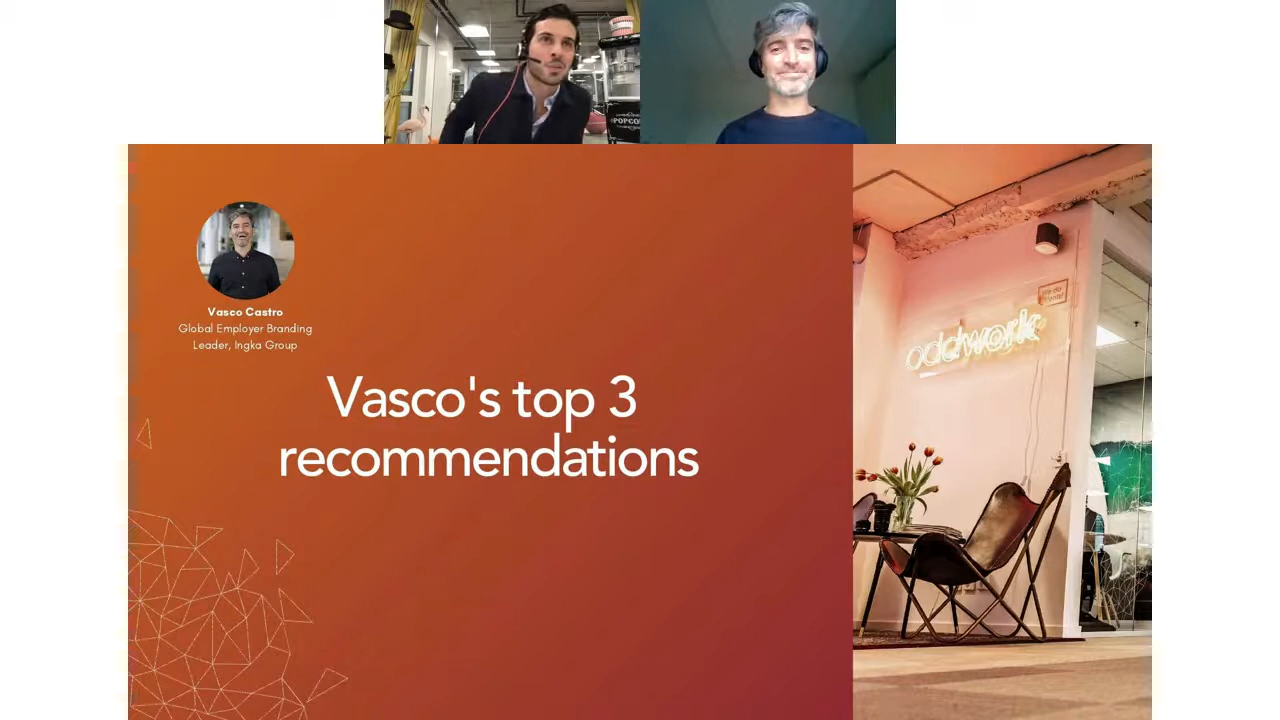 Vasco Castro
Global Employer Branding
Leader, Ingka Group
Vasco's top 3
recommendations
oddwork